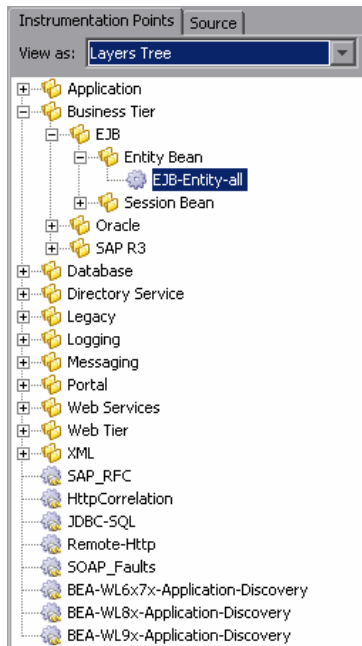 Instrumentation Points Source
View as: Layers Tree
Application
Business Tier
EJB
Entity Bean
EJB-Entity-all
Session Bean
Oracle
SAP R3
Database
Directory Service
Legacy
Logging
Messaging
Portal
Web Services
Web Tier
XML
SAP_RFC
HttpCorrelation
JDBC-SQL
Remote-Http
SOAP_Faults
BEA-WL6x7x-Application-Discovery
BEA-WL8x-Application-Discovery
BEA-WL9x-Application-Discovery